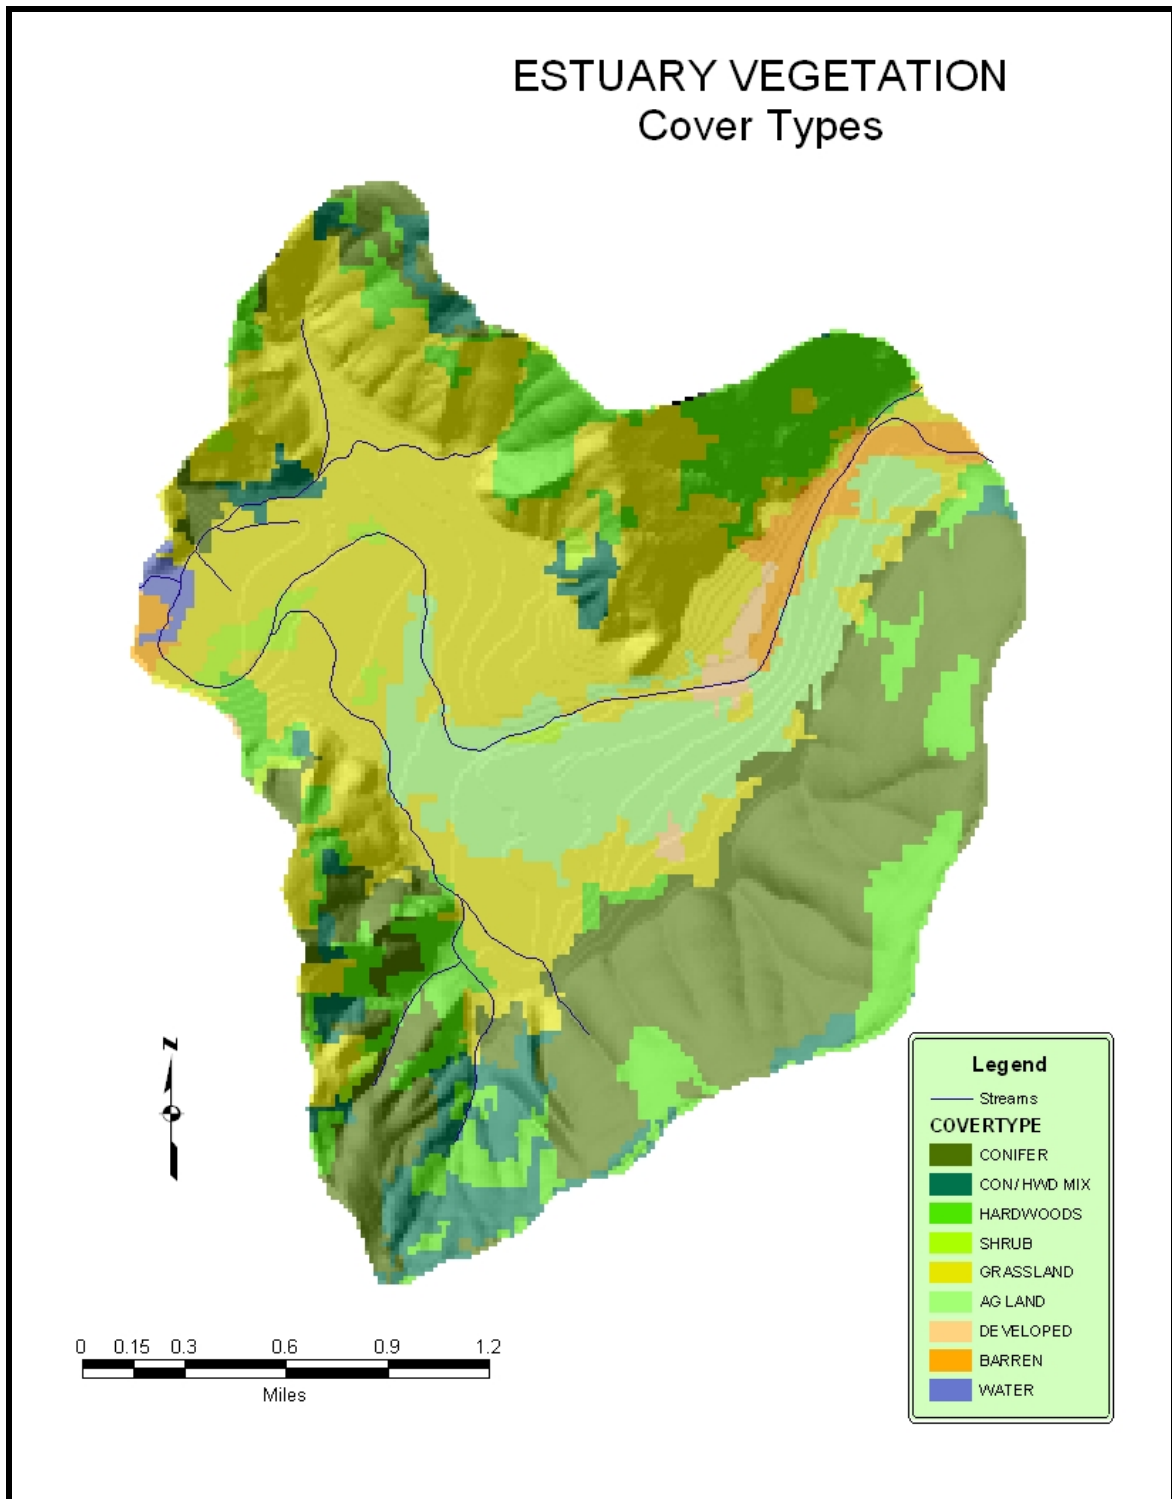 ESTUARY VEGETATION
Cover Types
N
Legend
Streams
COVERTYPE
CONIFER
CON/HWD MIX
HARDWOODS
SHRUB
GRASSLAND
AG LAND
DEVELOPED
BARREN
WATER
0 0.15 0.3 0.6 0.9 1.2
Miles